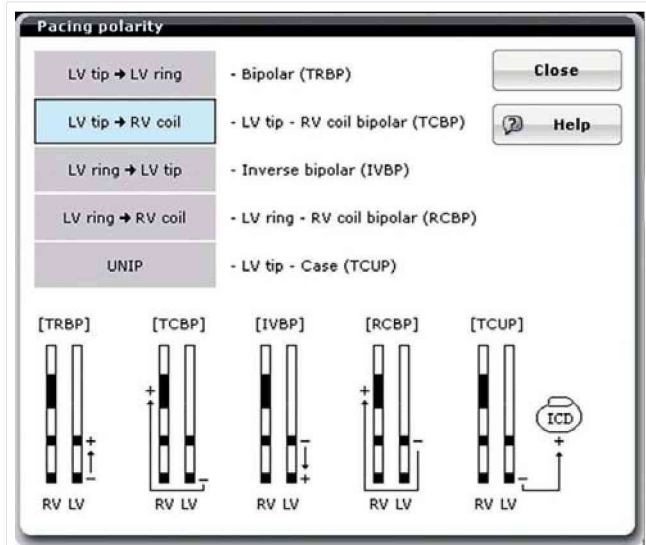 Pacing polarity
LV tip → LV ring - Bipolar (TRBP) Close
LV tip → RV coil - LV tip - RV coil bipolar (TCBP) Help
LV ring → LV tip - Inverse bipolar (IVBP)
LV ring → RV coil - LV ring - RV coil bipolar (RCBP)
UNIP - LV tip - Case (TCUP)
[TRBP] [TCBP] [IVBP] [RCBP] [TCUP]
+ + ICD
+ - - +
- - + -
RV LV RV LV RV LV RV LV RV LV